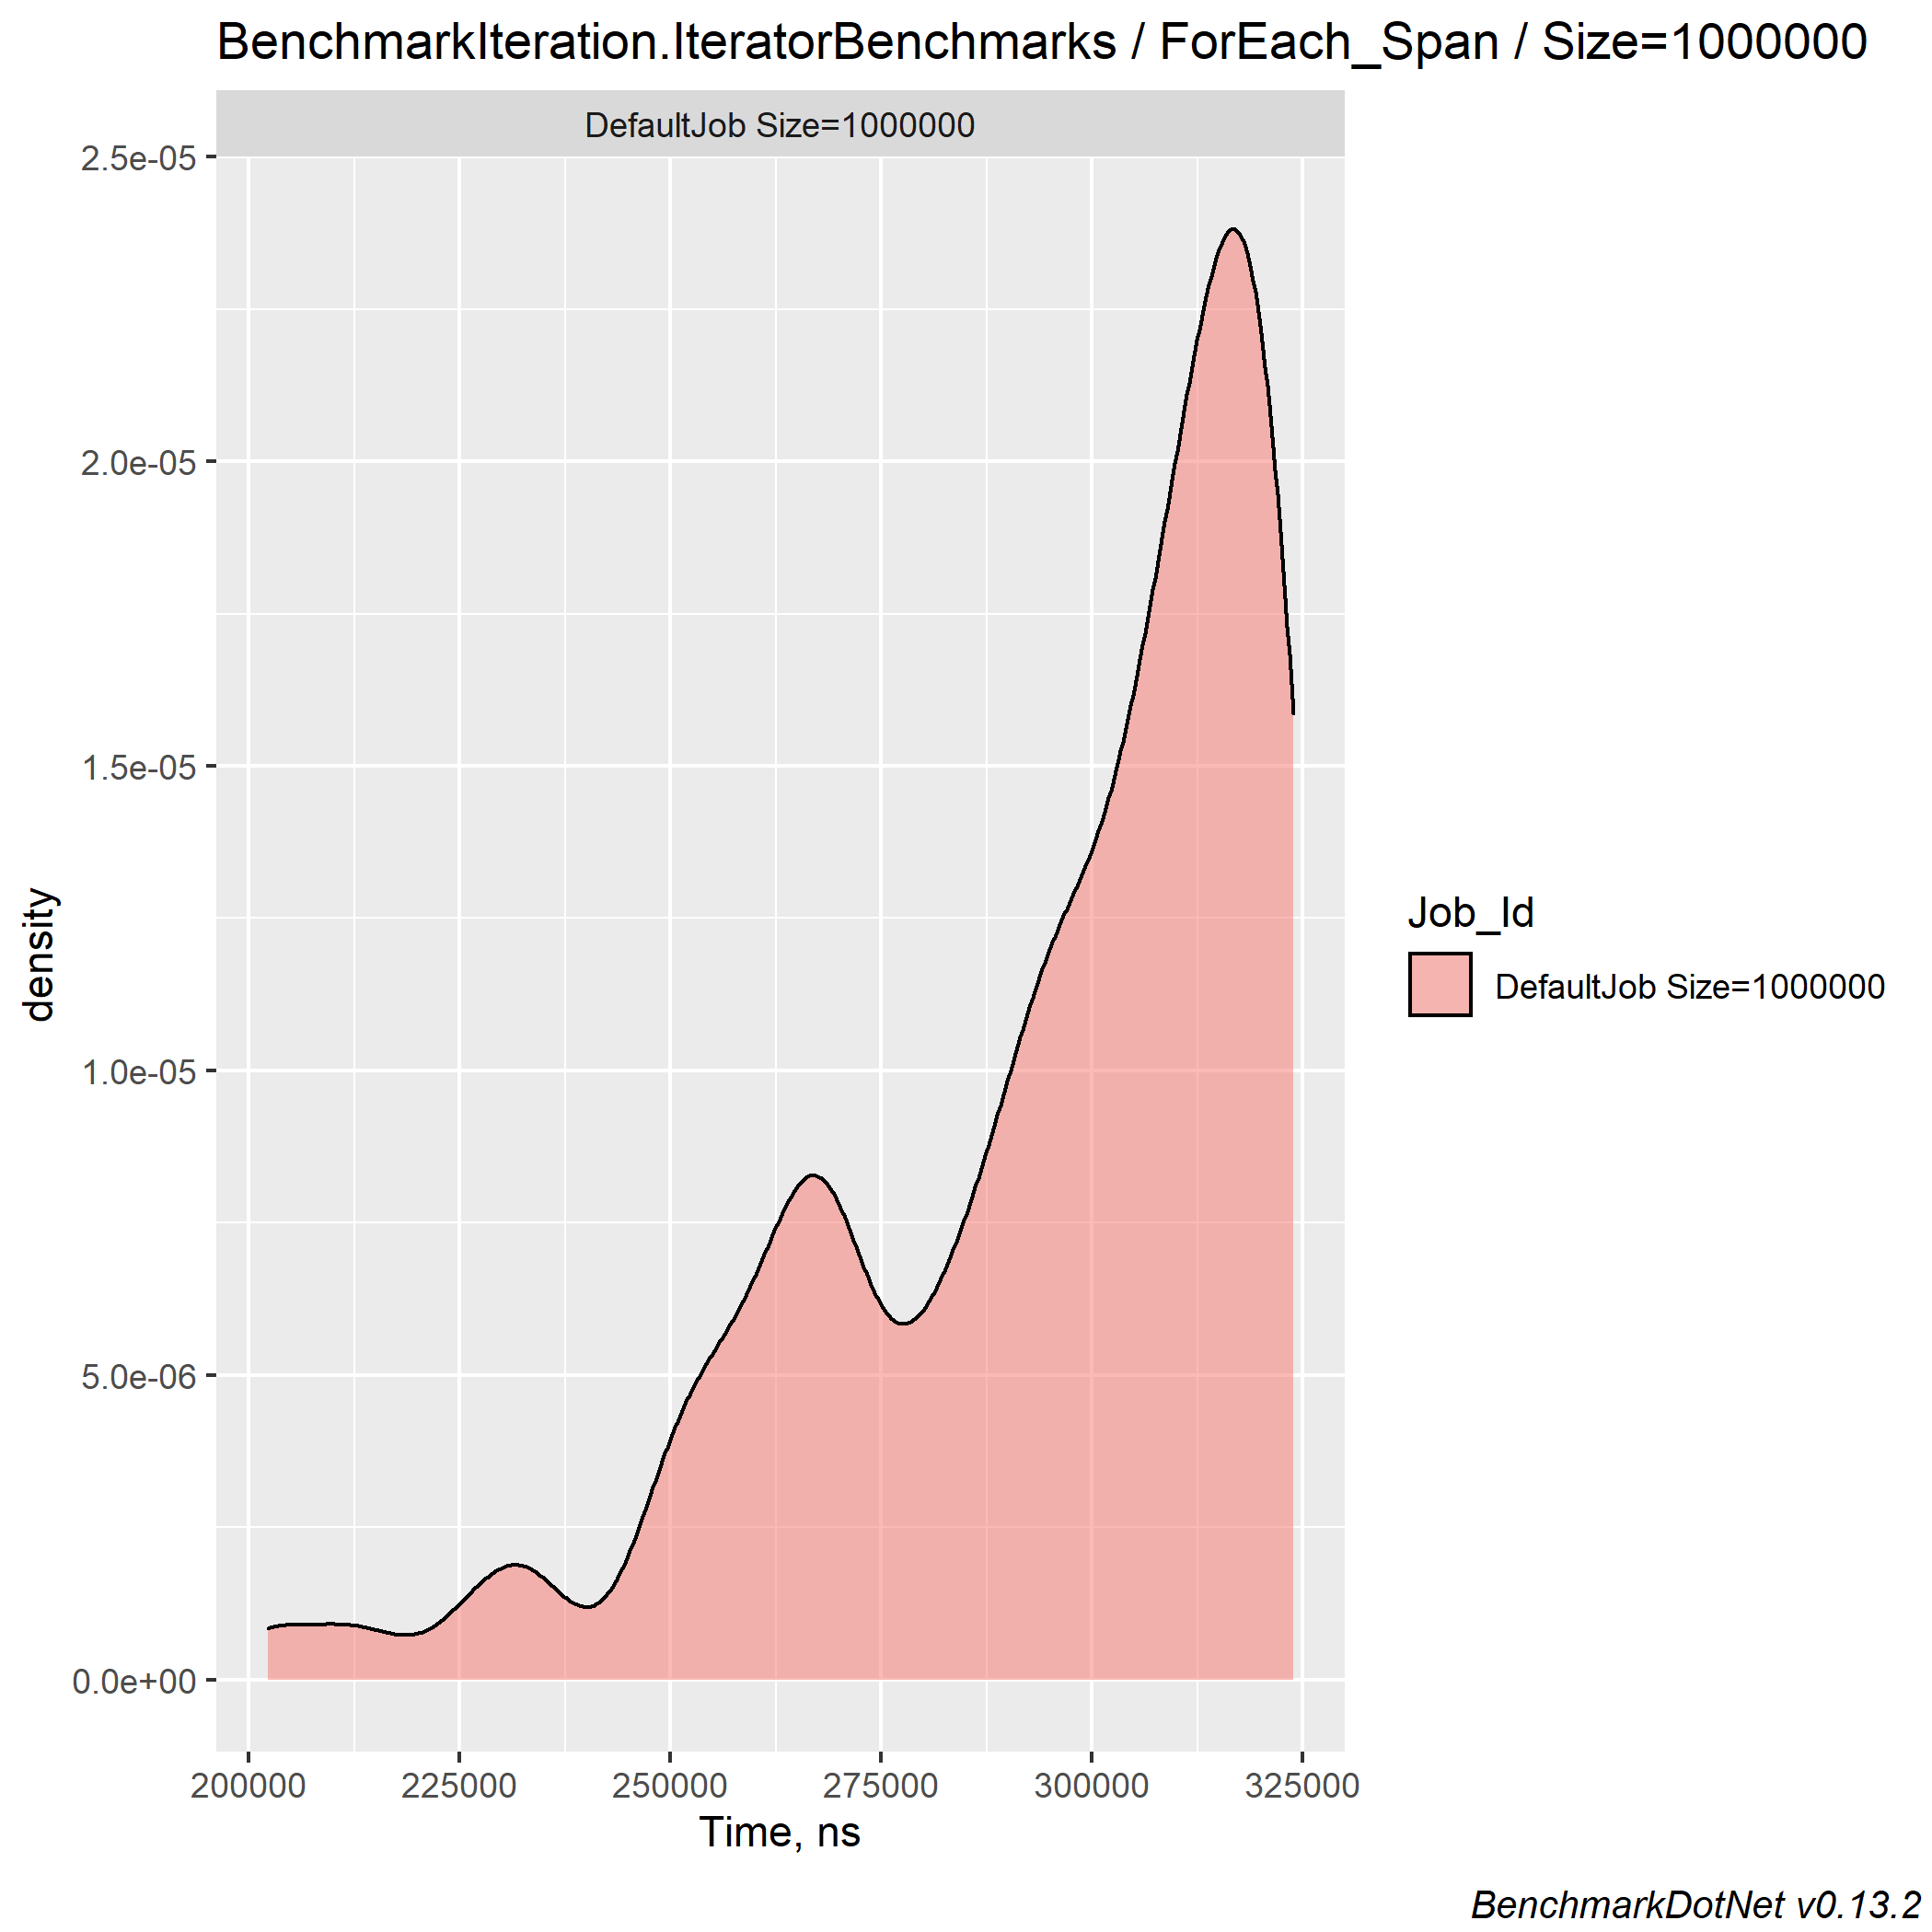 BenchmarkIteration.IteratorBenchmarks / ForEach_Span / Size=1000000
DefaultJob Size=1000000
2.5e-05
2.0e-05
1.5e-05
1.0e-05
5.0e-06
0.0e+00
density
200000 225000 250000 275000 300000 325000
Time, ns
Job_Id
DefaultJob Size=1000000
BenchmarkDotNet v0.13.2